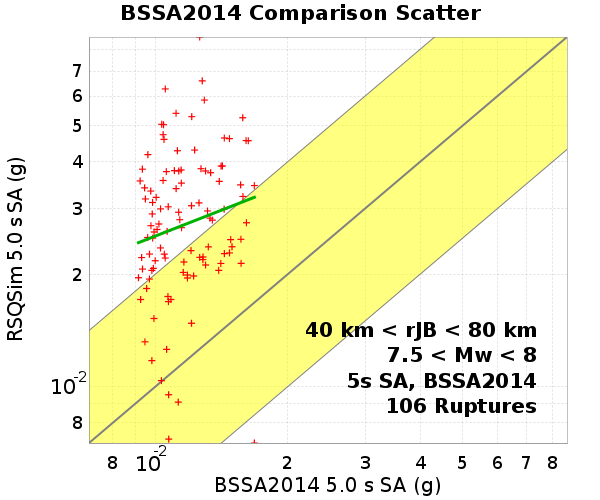 BSSA2014 Comparison Scatter
RSQSim 5.0 s SA (g)
7
6
5
4
3
2
10-2
8
40 km < rJB < 80 km
7.5 < Mw < 8
5s SA, BSSA2014
106 Ruptures
8 10-2 2 3 4 5 6 7 8
BSSA2014 5.0 s SA (g)